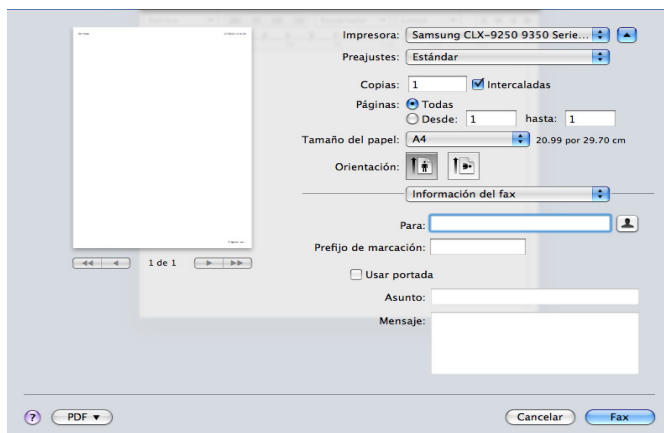 Impresora: Samsung CLX-9250 9350 Serie...
Preajustes: Estándar
Copias: 1 Intercaladas
Páginas: Todas
Desde: 1 hasta: 1
Tamaño del papel: A4 20.99 por 29.70 cm
Orientación:
Información del fax
Para:
Prefijo de marcación:
1 de 1
Usar portada
Asunto:
Mensaje:
? PDF Cancelar Fax